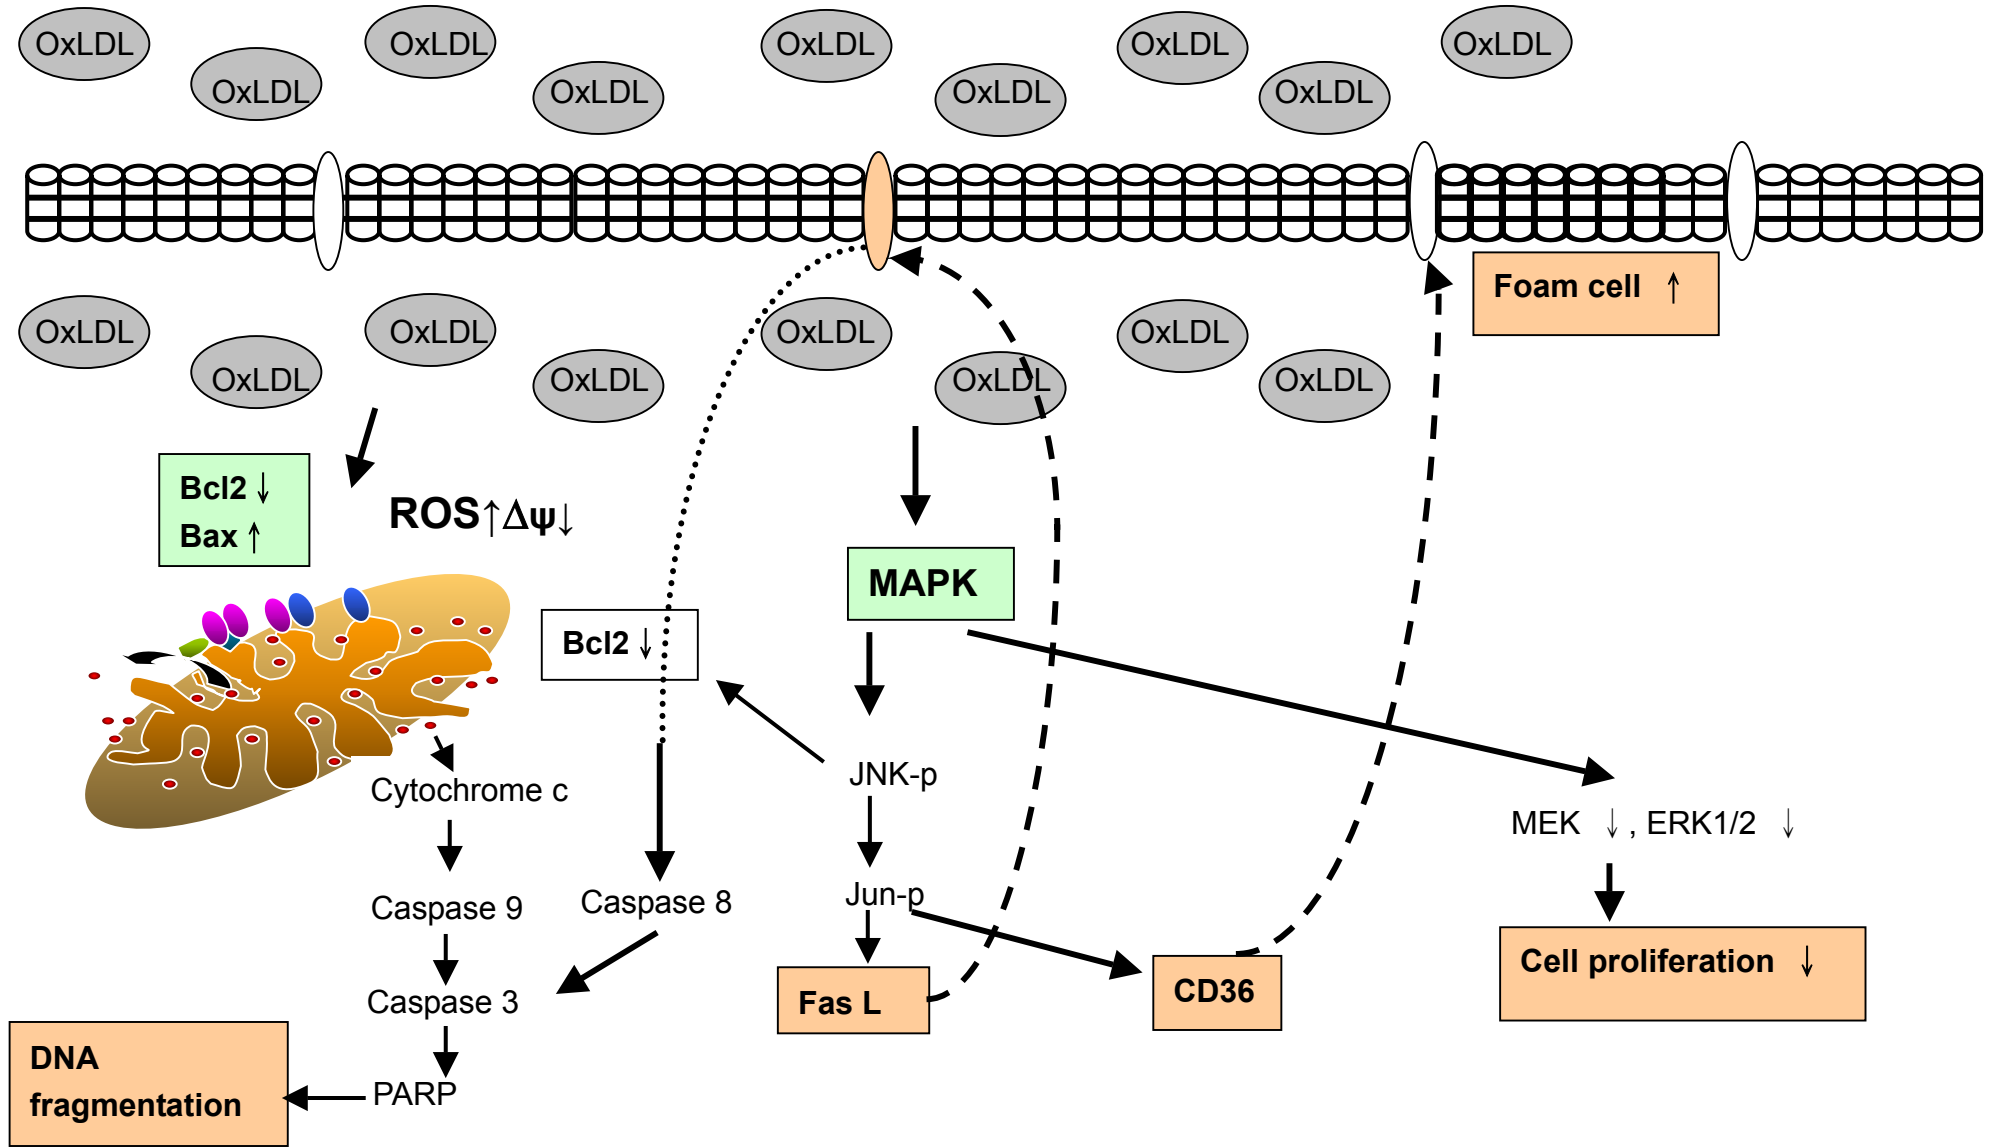 OxLDL
OxLDL
OxLDL
OxLDL
OxLDL
OxLDL
OxLDL
OxLDL
OxLDL
Foam cell ↑
OxLDL
OxLDL
OxLDL
OxLDL
OxLDL
OxLDL
OxLDL
OxLDL
Bcl2 ↓
Bax ↑
ROS↑Δψ↓
MAPK
Bcl2 ↓
JNK-p
Cytochrome c
MEK ↓ , ERK1/2 ↓
Caspase 9
Caspase 8
Jun-p
Cell proliferation ↓
CD36
Caspase 3
Fas L
DNA
fragmentation
PARP